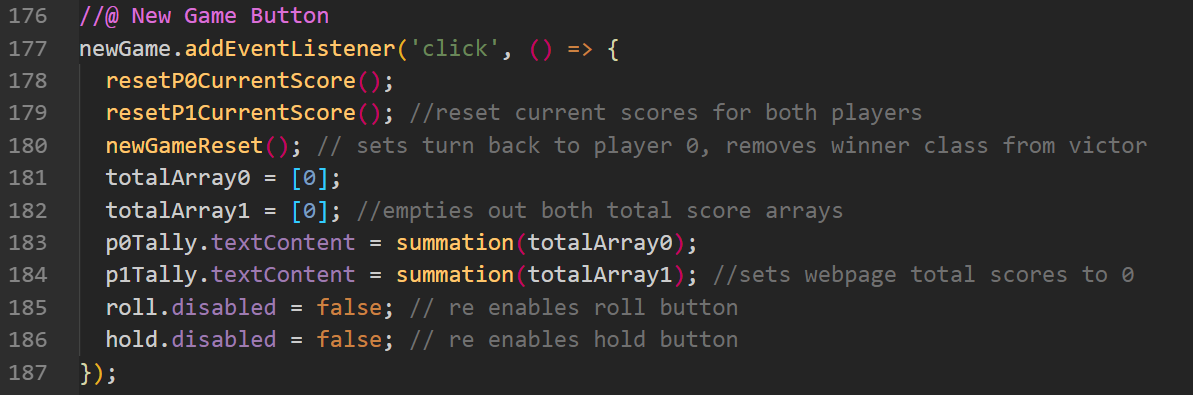 176 //@ New Game Button
177 newGame.addEventListener('click', () => {
178   resetP0CurrentScore();
179   resetP1CurrentScore(); //reset current scores for both players
180   newGameReset(); // sets turn back to player 0, removes winner class from victor
181   totalArray0 = [0];
182   totalArray1 = [0]; //empties out both total score arrays
183   p0Tally.textContent = summation(totalArray0);
184   p1Tally.textContent = summation(totalArray1); //sets webpage total scores to 0
185   roll.disabled = false; // re enables roll button
186   hold.disabled = false; // re enables hold button
187 });